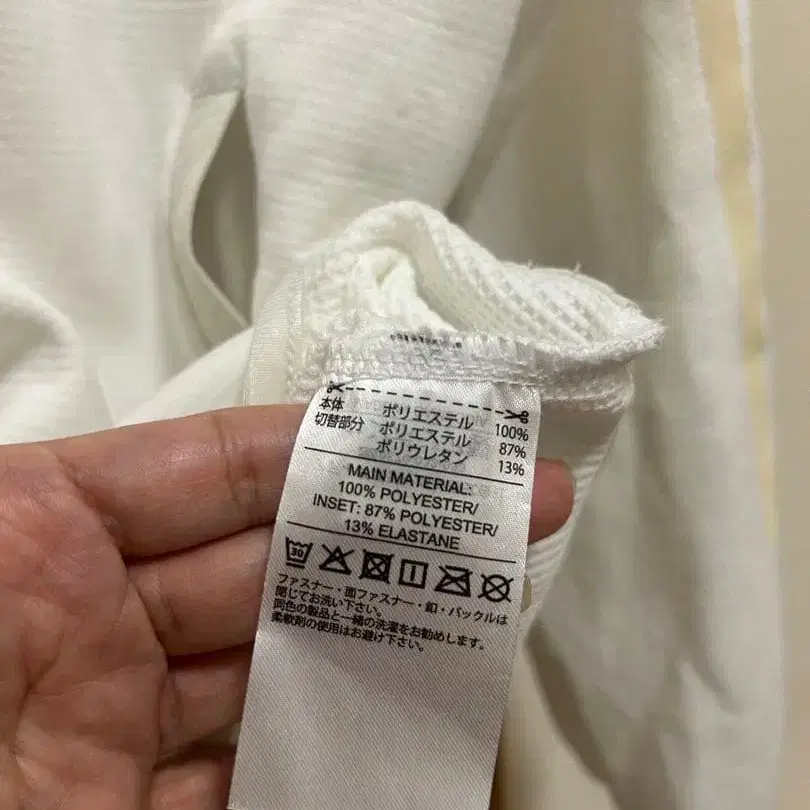 本体 ポリエステル 100%
切替部分 ポリエステル 87%
ポリウレタン 13%
MAIN MATERIAL:
100% POLYESTER/
INSET: 87% POLYESTER/
13% ELASTANE
30
ファスナー・面ファスナー・釦・バックルは
閉じてお洗い下さい。
同色の製品と一緒の洗濯をお勧めします。
柔軟剤の使用はお避け下さい。